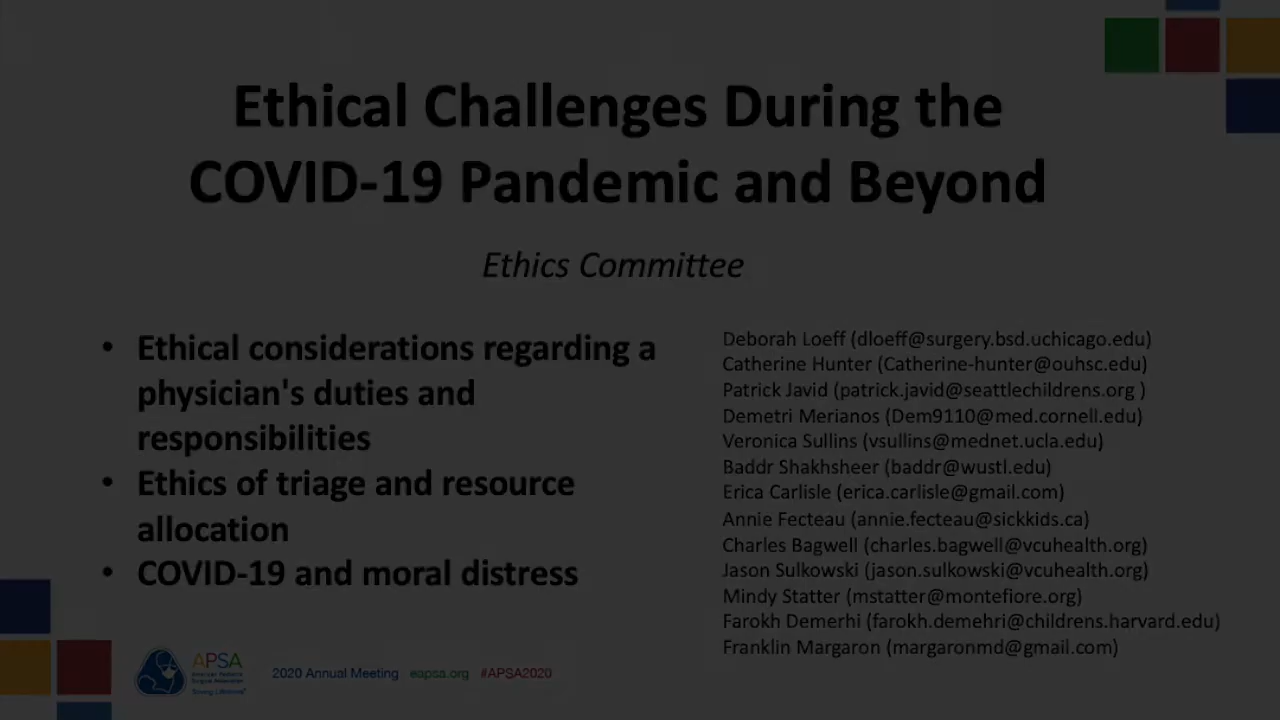 Ethical Challenges During the
COVID-19 Pandemic and Beyond
Ethics Committee
• Ethical considerations regarding a
physician's duties and
responsibilities
• Ethics of triage and resource
allocation
• COVID-19 and moral distress
Deborah Loeff (dloeff@surgery.bsd.uchicago.edu)
Catherine Hunter (Catherine-hunter@ouhsc.edu)
Patrick Javid (patrick.javid@seattlechildrens.org )
Demetri Merianos (Dem9110@med.cornell.edu)
Veronica Sullins (vsullins@mednet.ucla.edu)
Baddr Shakhsheer (baddr@wustl.edu)
Erica Carlisle (erica.carlisle@gmail.com)
Annie Fecteau (annie.fecteau@sickkids.ca)
Charles Bagwell (charles.bagwell@vcuhealth.org)
Jason Sulkowski (jason.sulkowski@vcuhealth.org)
Mindy Statter (mstatter@montefiore.org)
Farokh Demerhi (farokh.demehri@childrens.harvard.edu)
Franklin Margaron (margaronmd@gmail.com)
APSA
American Pediatric
Surgical Association
2020 Annual Meeting eapsa.org #APSA2020